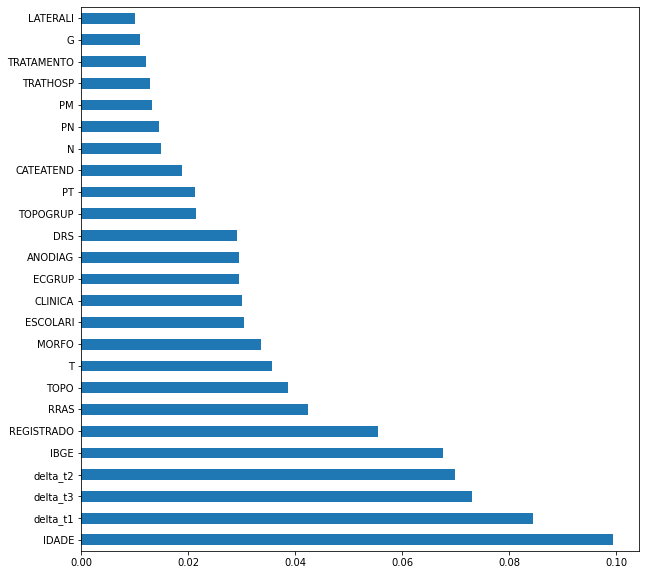 LATERALI
G
TRATAMENTO
TRATHOSP
PM
PN
N
CATEATEND
PT
TOPOGRUP
DRS
ANODIAG
ECGRUP
CLINICA
ESCOLARI
MORFO
T
TOPO
RRAS
REGISTRADO
IBGE
delta_t2
delta_t3
delta_t1
IDADE
0.00 0.02 0.04 0.06 0.08 0.10